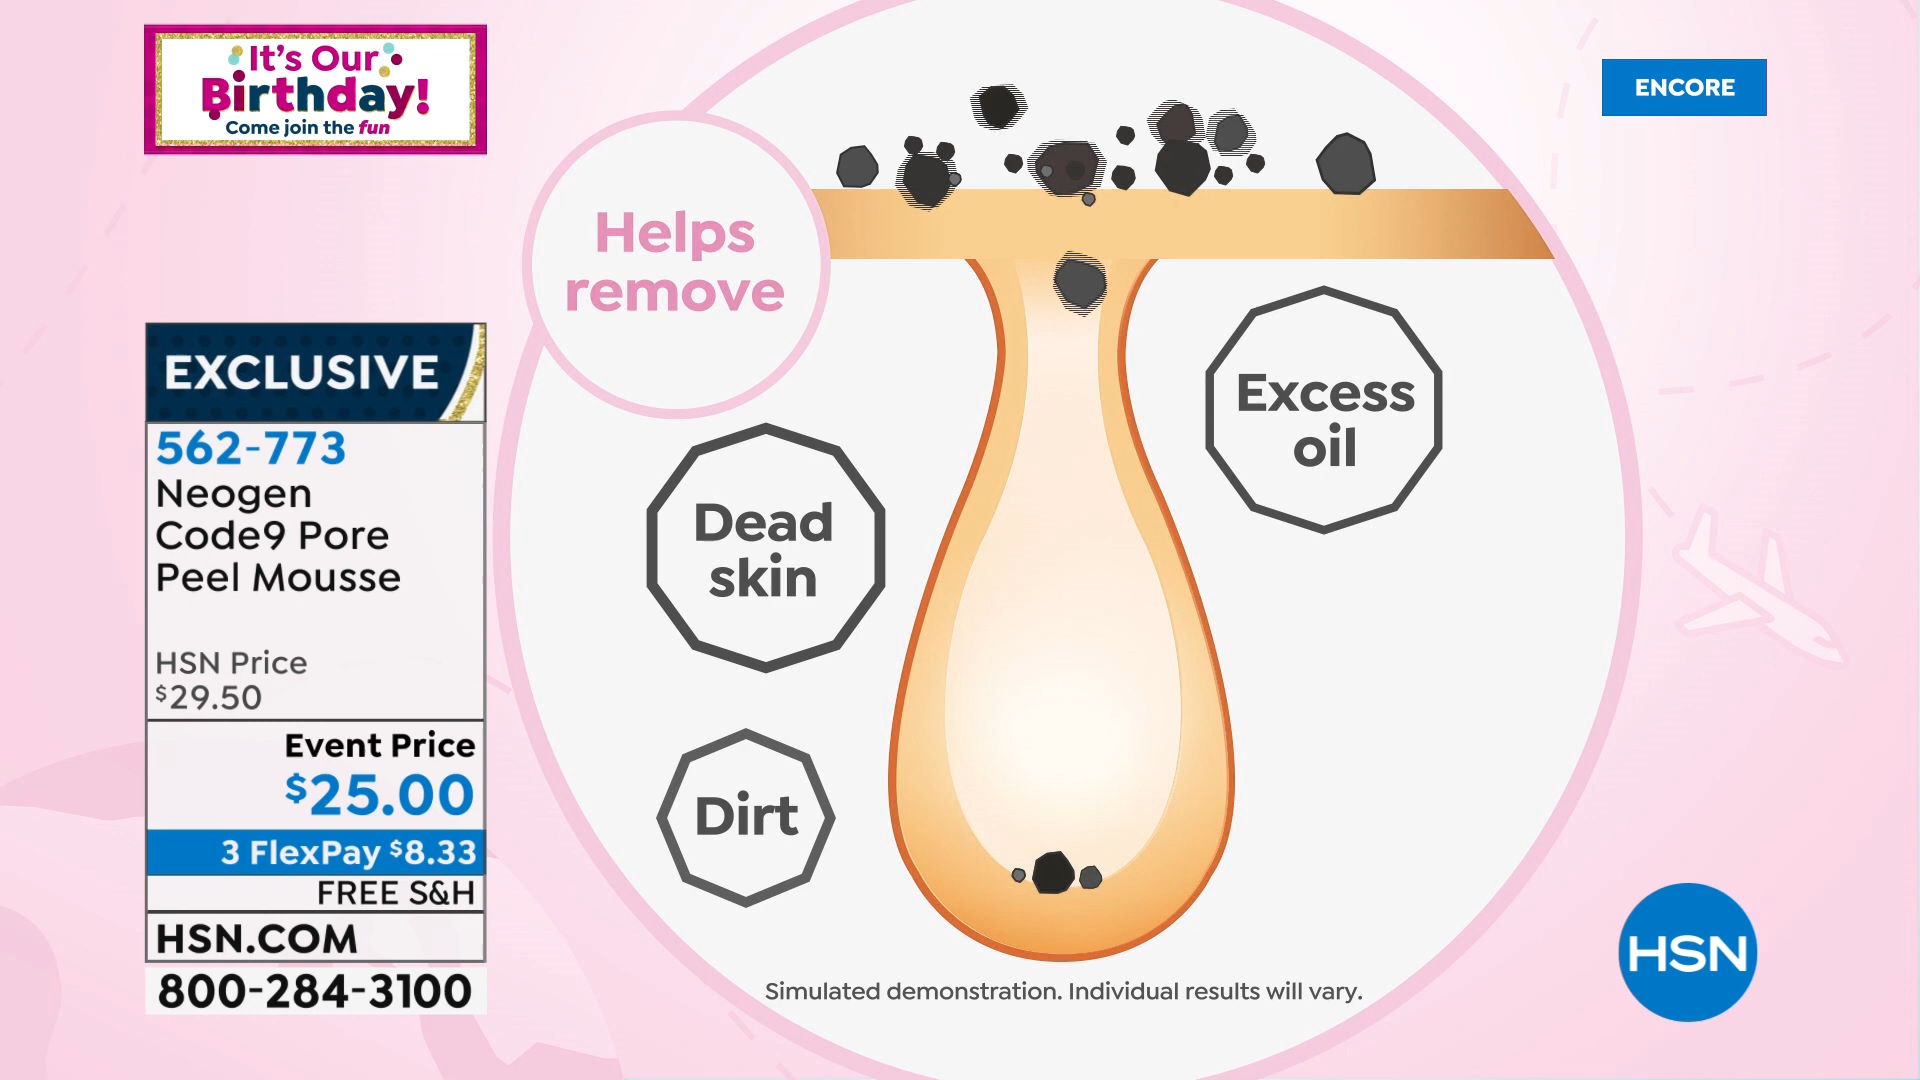 It's Our
Birthday!
Come join the fun
ENCORE
Helps
remove
EXCLUSIVE
562-773
Neogen
Code9 Pore
Peel Mousse
HSN Price
$29.50
Event Price
$25.00
3 FlexPay $8.33
FREE S&H
HSN.COM
800-284-3100
Excess
oil
Dead
skin
Dirt
Simulated demonstration. Individual results will vary.
HSN